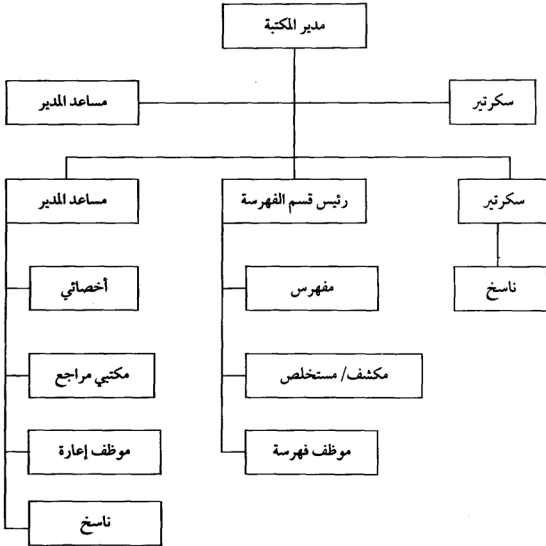 مدير المكتبة
سكرتير
مساعد المدير
سكرتير
رئيس قسم الفهرسة
مساعد المدير
ناسخ
مفهرس
أخصائي
مكشف/ مستخلص
مكتبي مراجع
موظف فهرسة
موظف إعارة
ناسخ